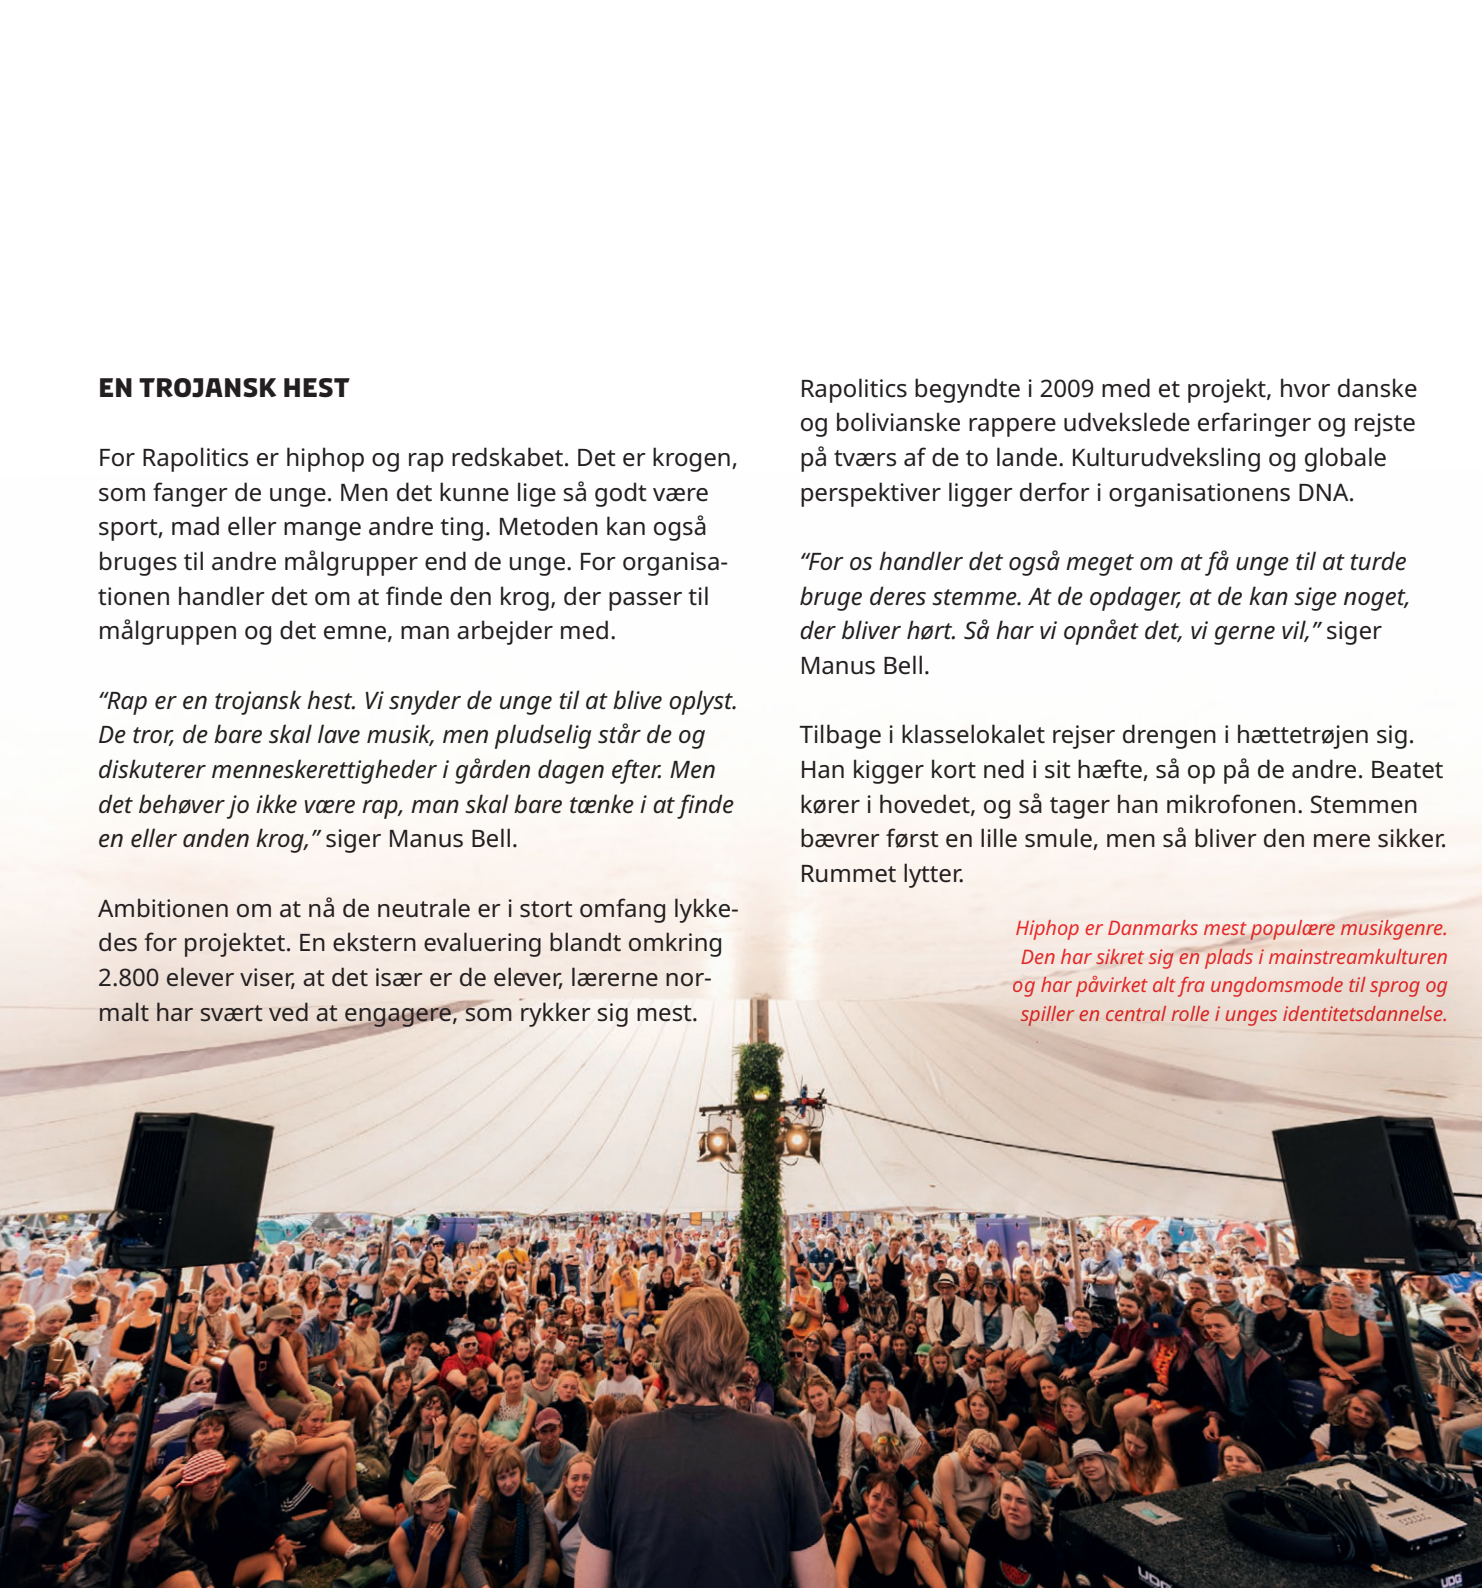 EN TROJANSK HEST
For Rapolitics er hiphop og rap redskabet. Det er krogen,
som fanger de unge. Men det kunne lige så godt være
sport, mad eller mange andre ting. Metoden kan også
bruges til andre målgrupper end de unge. For organisa-
tionen handler det om at finde den krog, der passer til
målgruppen og det emne, man arbejder med.
“Rap er en trojansk hest. Vi snyder de unge til at blive oplyst.
De tror, de bare skal lave musik, men pludselig står de og
diskuterer menneskerettigheder i gården dagen efter. Men
det behøver jo ikke være rap, man skal bare tænke i at finde
en eller anden krog,” siger Manus Bell.
Ambitionen om at nå de neutrale er i stort omfang lykke-
des for projektet. En ekstern evaluering blandt omkring
2.800 elever viser, at det især er de elever, lærerne nor-
malt har svært ved at engagere, som rykker sig mest.
Rapolitics begyndte i 2009 med et projekt, hvor danske
og bolivianske rappere udvekslede erfaringer og rejste
på tværs af de to lande. Kulturudveksling og globale
perspektiver ligger derfor i organisationens DNA.
“For os handler det også meget om at få unge til at turde
bruge deres stemme. At de opdager, at de kan sige noget,
der bliver hørt. Så har vi opnået det, vi gerne vil,” siger
Manus Bell.
Tilbage i klasselokalet rejser drengen i hættetrøjen sig.
Han kigger kort ned i sit hæfte, så op på de andre. Beatet
kører i hovedet, og så tager han mikrofonen. Stemmen
bævrer først en lille smule, men så bliver den mere sikker.
Rummet lytter.
Hiphop er Danmarks mest populære musikgenre.
Den har sikret sig en plads i mainstreamkulturen
og har påvirket alt fra ungdomsmode til sprog og
spiller en central rolle i unges identitetsdannelse.
UDG